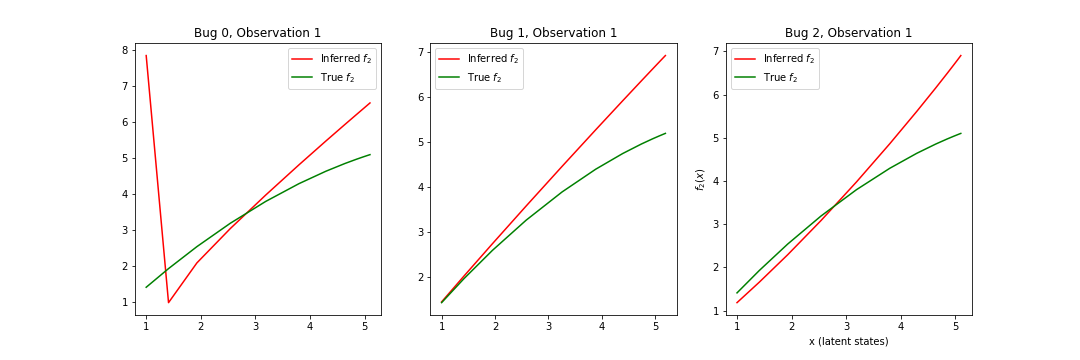 Bug 0, Observation 1
Inferred f₂
True f₂
8
7
6
5
4
3
2
1
1 2 3 4 5
Bug 1, Observation 1
Inferred f₂
True f₂
7
6
5
4
3
2
1 2 3 4 5
Bug 2, Observation 1
Inferred f₂
True f₂
f₂(x)
7
6
5
4
3
2
1
1 2 3 4 5
x (latent states)